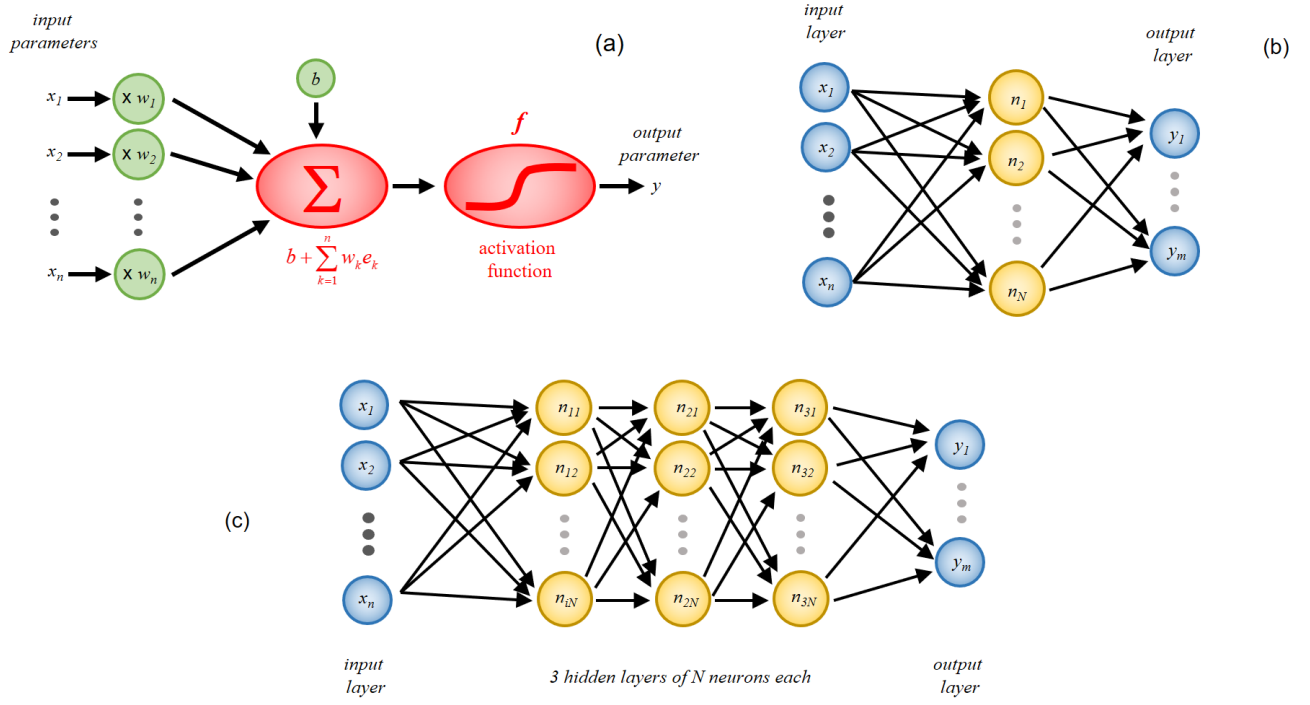 input
parameters
(a)
x1
x w1
x2
x w2
xn
x wn
b
Σ
b + Σ wk ek
n
k=1
f
activation
function
output
parameter
y
input
layer
output
layer
(b)
x1
x2
xn
n1
n2
nN
y1
ym
(c)
x1
x2
xn
n11
n12
niN
n21
n22
n2N
n31
n32
n3N
y1
ym
input
layer
3 hidden layers of N neurons each
output
layer